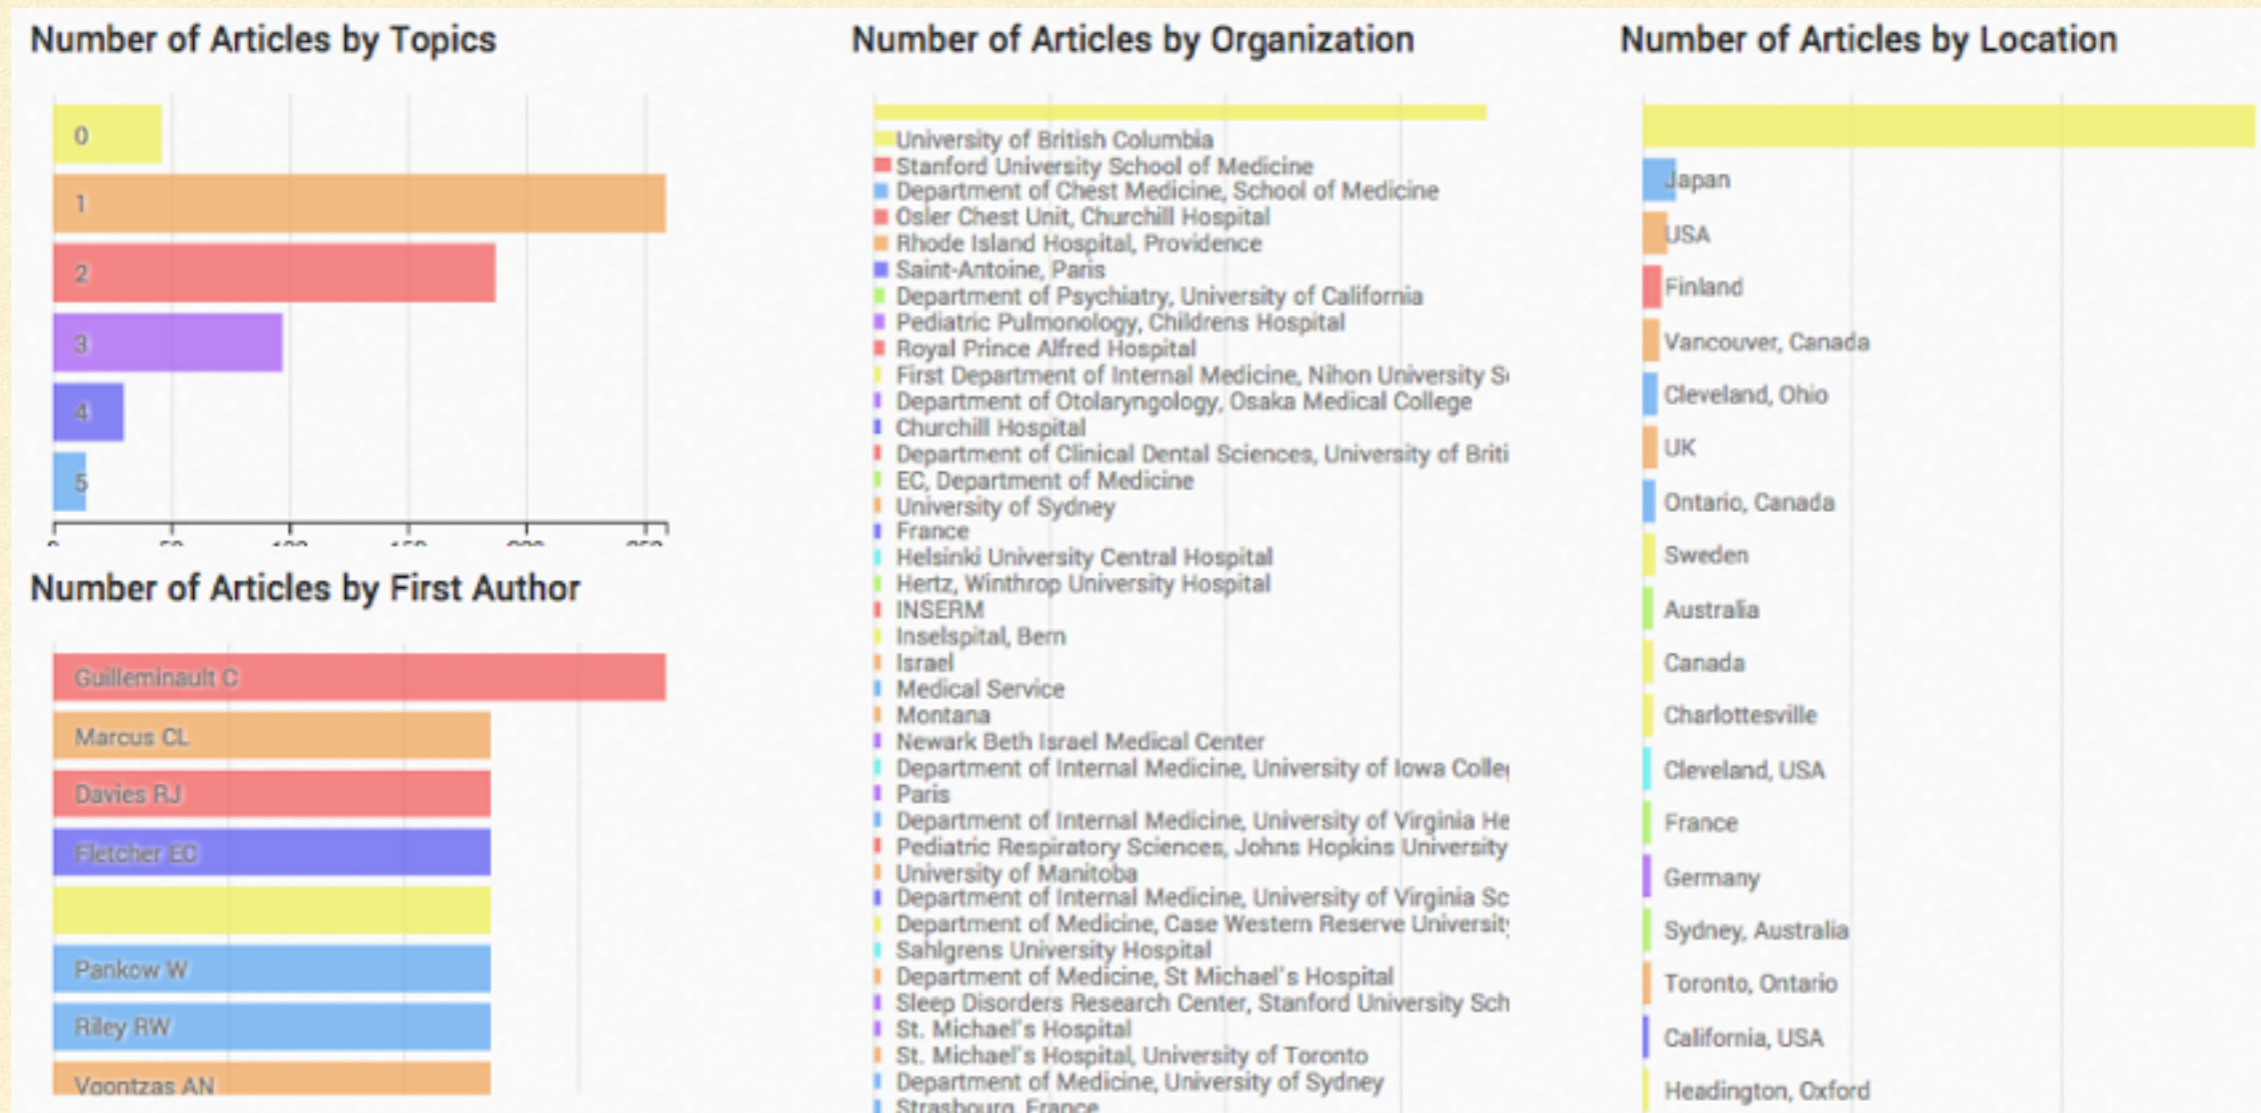 Number of Articles by Topics
0
1
2
3
4
5
Number of Articles by First Author
Guilleminault C
Marcus CL
Davies RJ
Fletcher EC
Pankow W
Riley RW
Vgontzas AN
Number of Articles by Organization
University of British Columbia
Stanford University School of Medicine
Department of Chest Medicine, School of Medicine
Osler Chest Unit, Churchill Hospital
Rhode Island Hospital, Providence
Saint-Antoine, Paris
Department of Psychiatry, University of California
Pediatric Pulmonology, Childrens Hospital
Royal Prince Alfred Hospital
First Department of Internal Medicine, Nihon University
Department of Otolaryngology, Osaka Medical College
Churchill Hospital
Department of Clinical Dental Sciences, University of Briti
EC, Department of Medicine
University of Sydney
France
Helsinki University Central Hospital
Hertz, Winthrop University Hospital
INSERM
Inselspital, Bern
Israel
Medical Service
Montana
Newark Beth Israel Medical Center
Department of Internal Medicine, University of Iowa Colle
Paris
Department of Internal Medicine, University of Virginia He
Pediatric Respiratory Sciences, Johns Hopkins University
University of Manitoba
Department of Internal Medicine, University of Virginia Sc
Department of Medicine, Case Western Reserve University
Sahlgrens University Hospital
Department of Medicine, St Michael's Hospital
Sleep Disorders Research Center, Stanford University Sch
St. Michael's Hospital
St. Michael's Hospital, University of Toronto
Department of Medicine, University of Sydney
Strasbourg, France
Number of Articles by Location
Japan
USA
Finland
Vancouver, Canada
Cleveland, Ohio
UK
Ontario, Canada
Sweden
Australia
Canada
Charlottesville
Cleveland, USA
France
Germany
Sydney, Australia
Toronto, Ontario
California, USA
Headington, Oxford